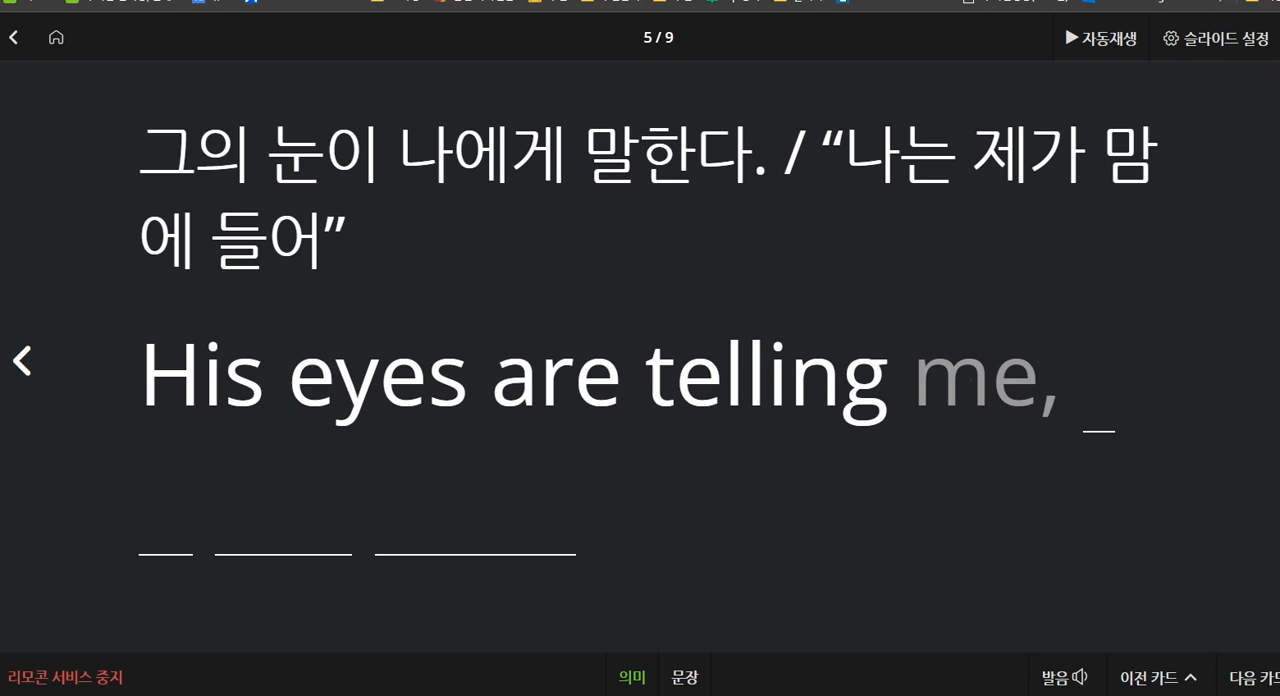 5 / 9
▶ 자동재생
슬라이드 설정
그의 눈이 나에게 말한다. / “나는 제가 맘
에 들어”
His eyes are telling me,
리모콘 서비스 중지
의미
문장
발음
이전 카드
다음